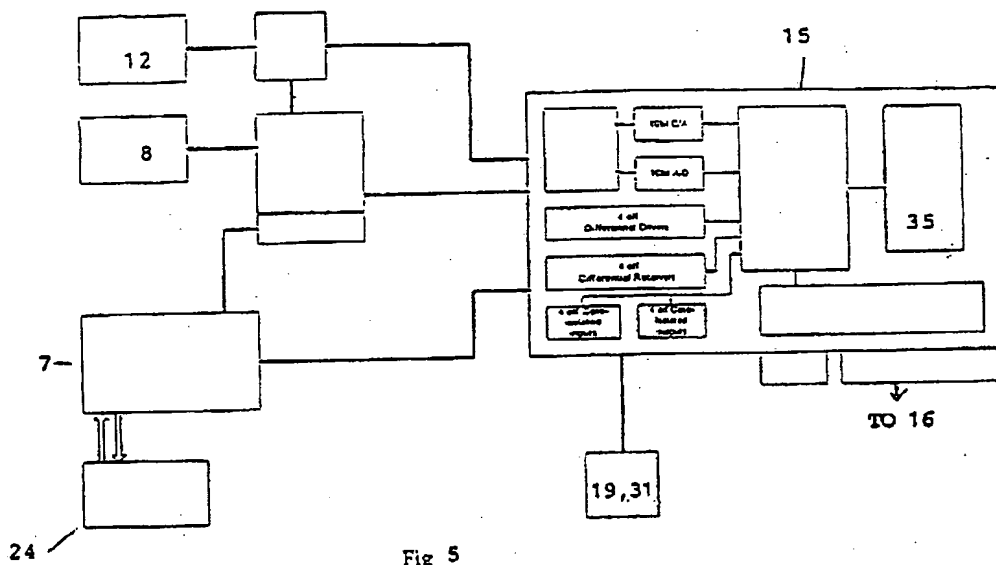 12
8
7
24
15
35
4 off
Differential Drivers
4 off
Differential Receivers
19,31
TO 16
Fig 5